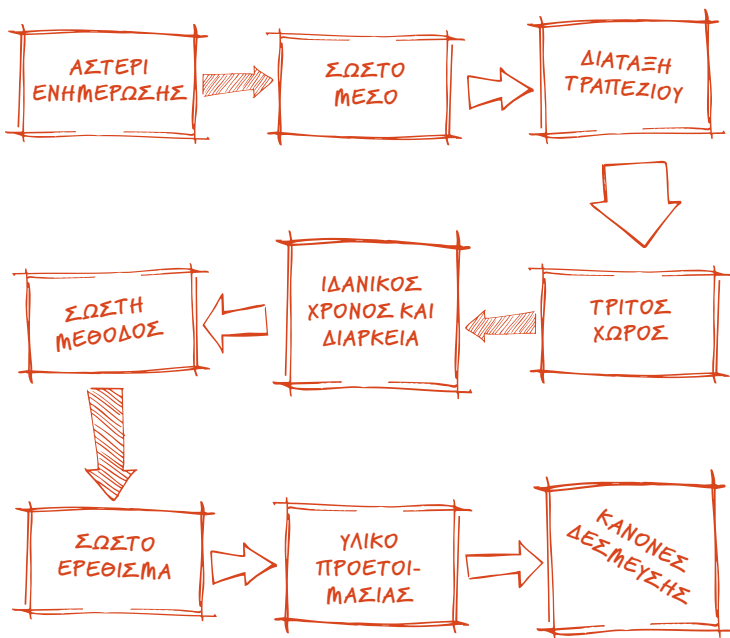 ΑΣΤΕΡΙ
ΕΝΗΜΕΡΩΣΗΣ
ΣΩΣΤΟ
ΜΕΣΟ
ΔΙΑΤΑΞΗ
ΤΡΑΠΕΖΙΟΥ
ΤΡΙΤΟΣ
ΧΩΡΟΣ
ΙΔΑΝΙΚΟΣ
ΧΡΟΝΟΣ ΚΑΙ
ΔΙΑΡΚΕΙΑ
ΣΩΣΤΗ
ΜΕΘΟΔΟΣ
ΣΩΣΤΟ
ΕΡΕΘΙΣΜΑ
ΥΛΙΚΟ
ΠΡΟΕΤΟΙ-
ΜΑΣΙΑΣ
ΚΑΝΟΝΕΣ
ΔΕΣΜΕΥΣΗΣ